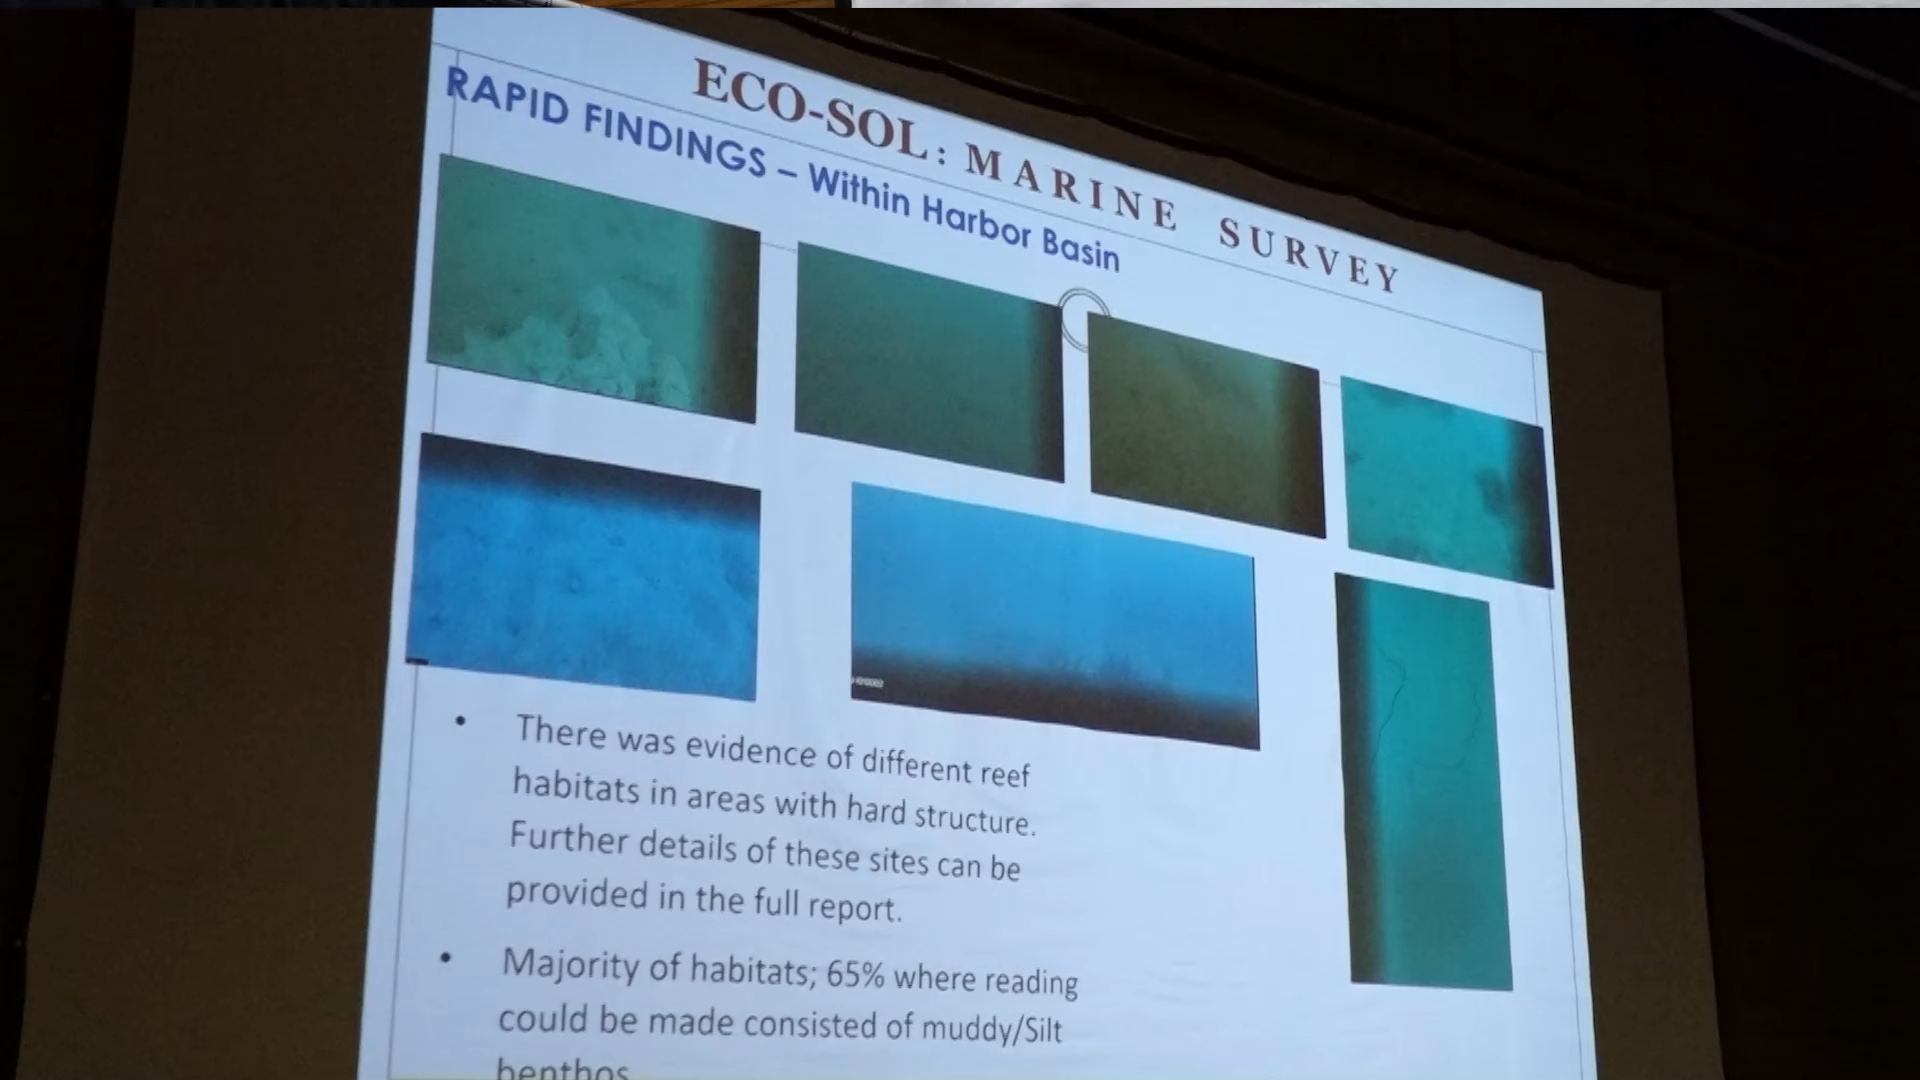 ECO-SOL: MARINE SURVEY
RAPID FINDINGS – Within Harbor Basin
• There was evidence of different reef
habitats in areas with hard structure.
Further details of these sites can be
provided in the full report.
• Majority of habitats; 65% where reading
could be made consisted of muddy/Silt
benthos